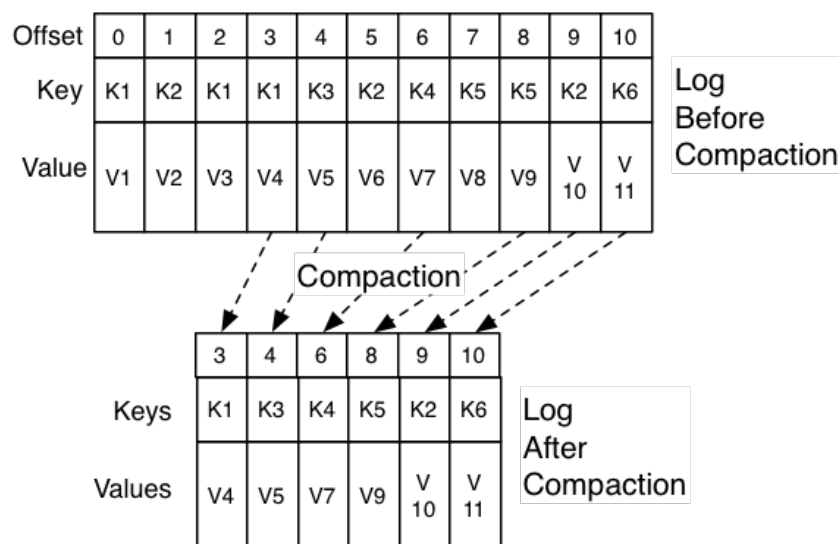 Offset 0 1 2 3 4 5 6 7 8 9 10
Key K1 K2 K1 K1 K3 K2 K4 K5 K5 K2 K6
Value V1 V2 V3 V4 V5 V6 V7 V8 V9 V 10 V 11
Log
Before
Compaction
Compaction
3 4 6 8 9 10
Keys K1 K3 K4 K5 K2 K6
Values V4 V5 V7 V9 V 10 V 11
Log
After
Compaction